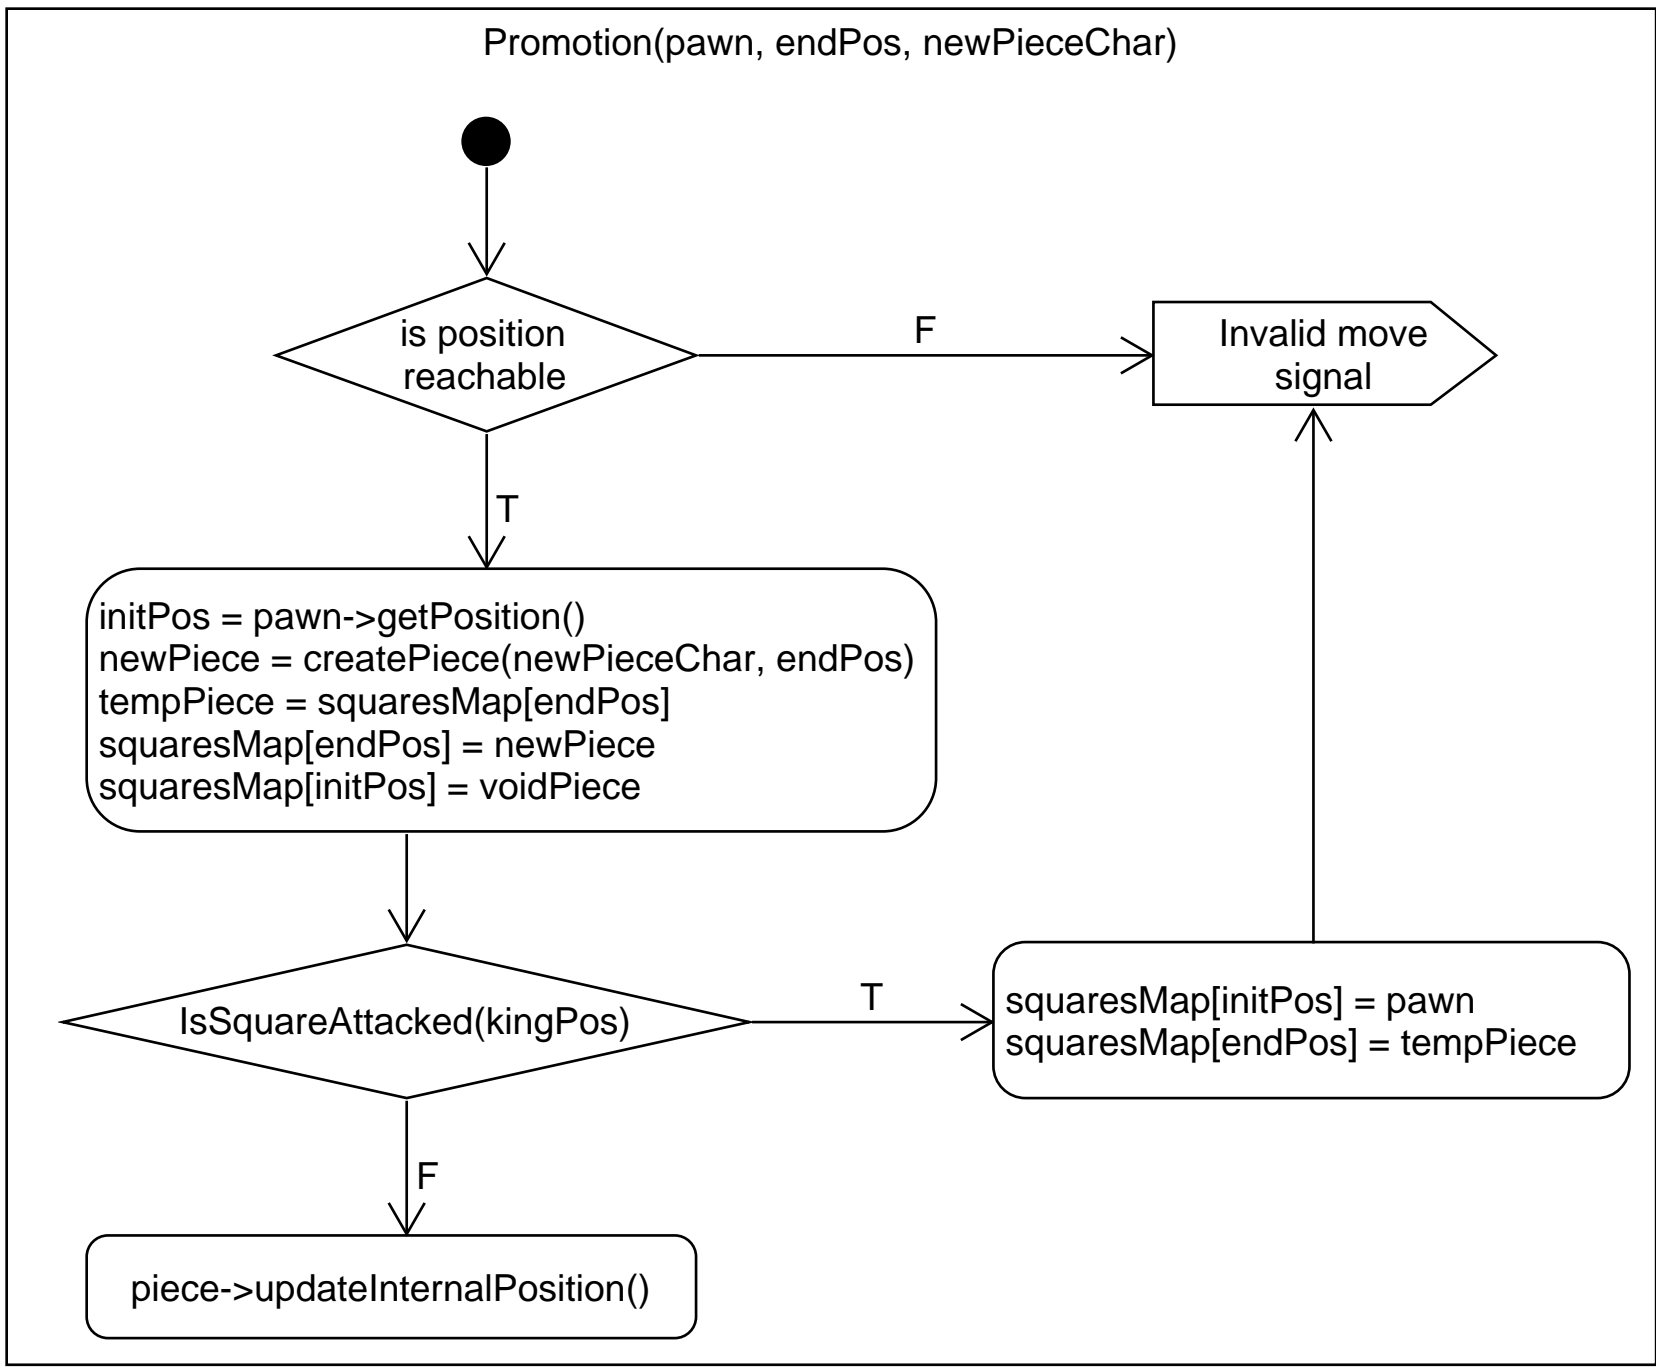 Promotion(pawn, endPos, newPieceChar)
is position
reachable
F
Invalid move
signal
T
initPos = pawn->getPosition()
newPiece = createPiece(newPieceChar, endPos)
tempPiece = squaresMap[endPos]
squaresMap[endPos] = newPiece
squaresMap[initPos] = voidPiece
IsSquareAttacked(kingPos)
T
squaresMap[initPos] = pawn
squaresMap[endPos] = tempPiece
F
piece->updateInternalPosition()